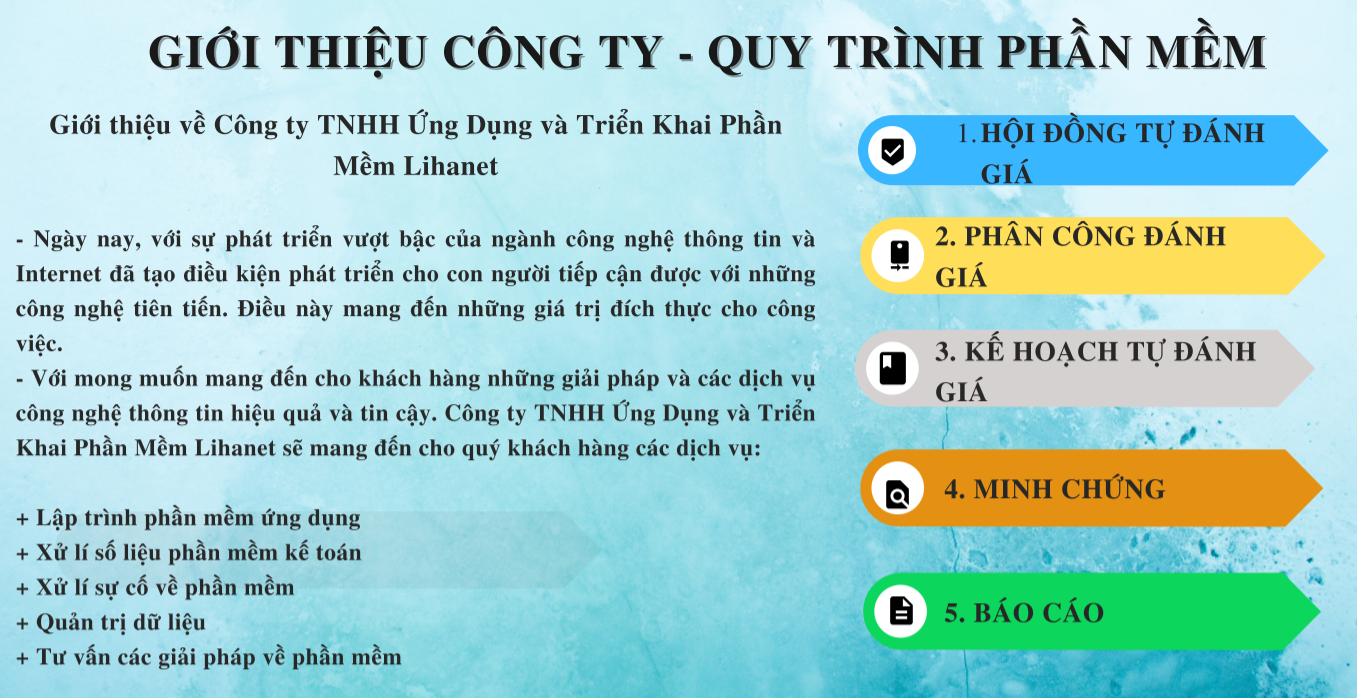 GIỚI THIỆU CÔNG TY - QUY TRÌNH PHẦN MỀM
Giới thiệu về Công ty TNHH Ứng Dụng và Triển Khai Phần
Mềm Lihanet
- Ngày nay, với sự phát triển vượt bậc của ngành công nghệ thông tin và
Internet đã tạo điều kiện phát triển cho con người tiếp cận được với những
công nghệ tiên tiến. Điều này mang đến những giá trị đích thực cho công
việc.
- Với mong muốn mang đến cho khách hàng những giải pháp và các dịch vụ
công nghệ thông tin hiệu quả và tin cậy. Công ty TNHH Ứng Dụng và Triển
Khai Phần Mềm Lihanet sẽ mang đến cho quý khách hàng các dịch vụ:
+ Lập trình phần mềm ứng dụng
+ Xử lí số liệu phần mềm kế toán
+ Xử lí sự cố về phần mềm
+ Quản trị dữ liệu
+ Tư vấn các giải pháp về phần mềm
1. HỘI ĐỒNG TỰ ĐÁNH
GIÁ
2. PHÂN CÔNG ĐÁNH
GIÁ
3. KẾ HOẠCH TỰ ĐÁNH
GIÁ
4. MINH CHỨNG
5. BÁO CÁO